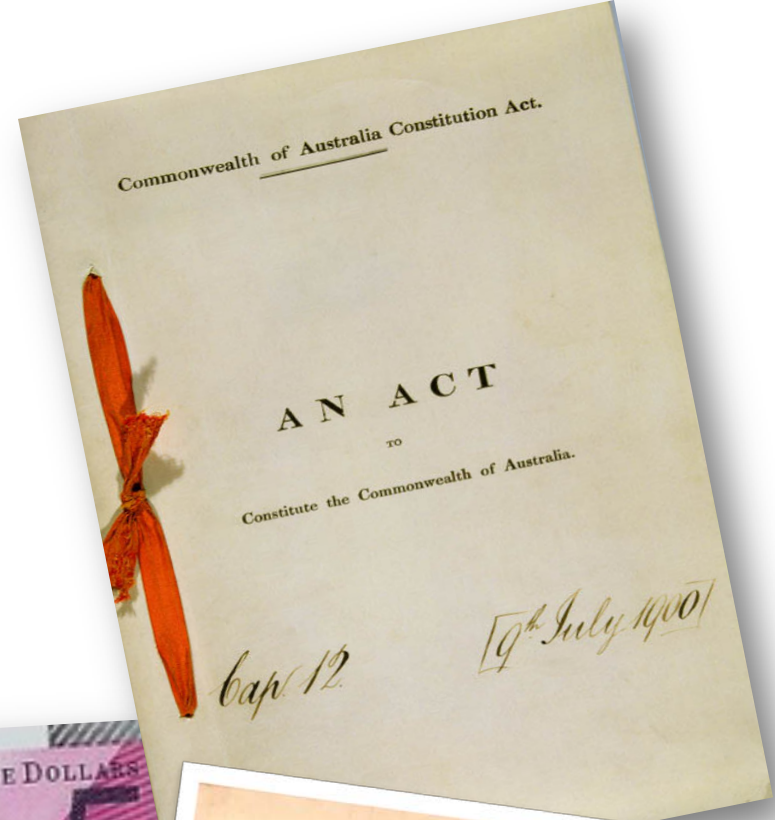 Commonwealth of Australia Constitution Act.
AN ACT
TO
Constitute the Commonwealth of Australia.
Cap. 12.
[9th July 1900]
E DOLLARS